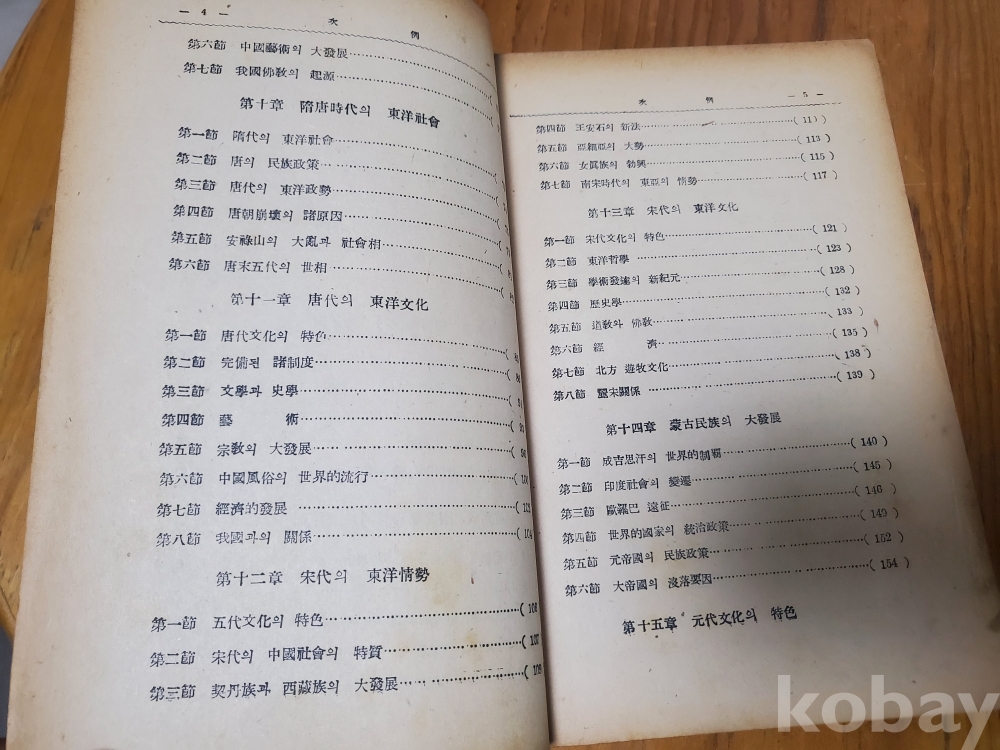 — 4 —
次 例
第六節 中國藝術의 大發展
第七節 我國佛敎의 起源
第十章 隋唐時代의 東洋社會
第一節 隋代의 東洋社會
第二節 唐의 民族政策
第三節 唐代의 東洋政勢
第四節 唐朝崩壞의 諸原因
第五節 安祿山의 大亂과 社會相
第六節 唐末五代의 世相
第十一章 唐代의 東洋文化
第一節 唐代文化의 特色
第二節 完備된 諸制度
第三節 文學과 史學
第四節 藝 術
第五節 宗敎의 大發展
第六節 中國風俗의 世界的流行
第七節 經濟的發展
第八節 我國과의 關係
第十二章 宋代의 東洋情勢
第一節 五代文化의 特色
第二節 宋代의 中國社會의 特質 ( 107
第三節 契丹族과 西藏族의 大發展
次 例
— 5 —
第四節 王安石의 新法
第五節 亞細亞의 大勢 ( 113 )
第六節 女眞族의 勃興 ( 115 )
第七節 南宋時代의 東亞의 情勢 ( 117 )
第十三章 宋代의 東洋文化
第一節 宋代文化의 特色 ( 121 )
第二節 東洋哲學 ( 123 )
第三節 學術發達의 新紀元 ( 128 )
第四節 歷史學 ( 132 )
第五節 道敎와 佛敎 ( 133 )
第六節 經 濟 ( 135 )
第七節 北方 遊牧文化 ( 138 )
第八節 麗宋關係 ( 139 )
第十四章 蒙古民族의 大發展
第一節 成吉思汗의 世界的制覇 ( 140 )
第二節 印度社會의 變遷 ( 145 )
第三節 歐羅巴 遠征 ( 146 )
第四節 世界的國家의 統治政策 ( 149 )
第五節 元帝國의 民族政策 ( 152 )
第六節 大帝國의 沒落要因 ( 154 )
第十五章 元代文化의 特色
kobay